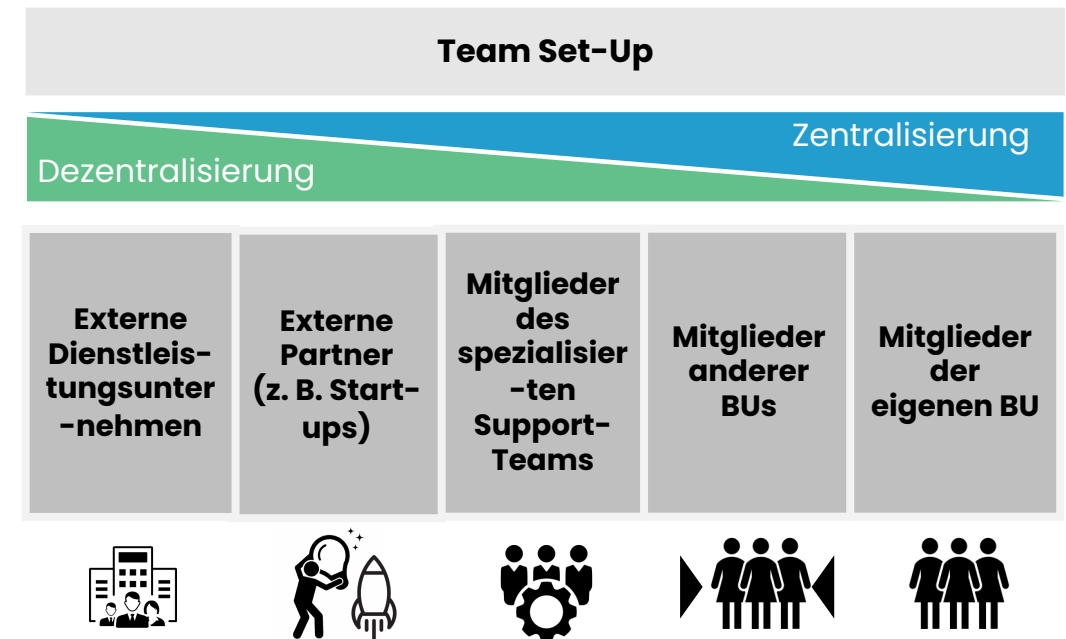 Team Set-Up
Zentralisierung
Dezentralisierung
Externe
Dienstleis-
tungsunter
-nehmen
Externe
Partner
(z. B. Start-
ups)
Mitglieder
des
spezialisier
-ten
Support-
Teams
Mitglieder
anderer
BUs
Mitglieder
der
eigenen BU